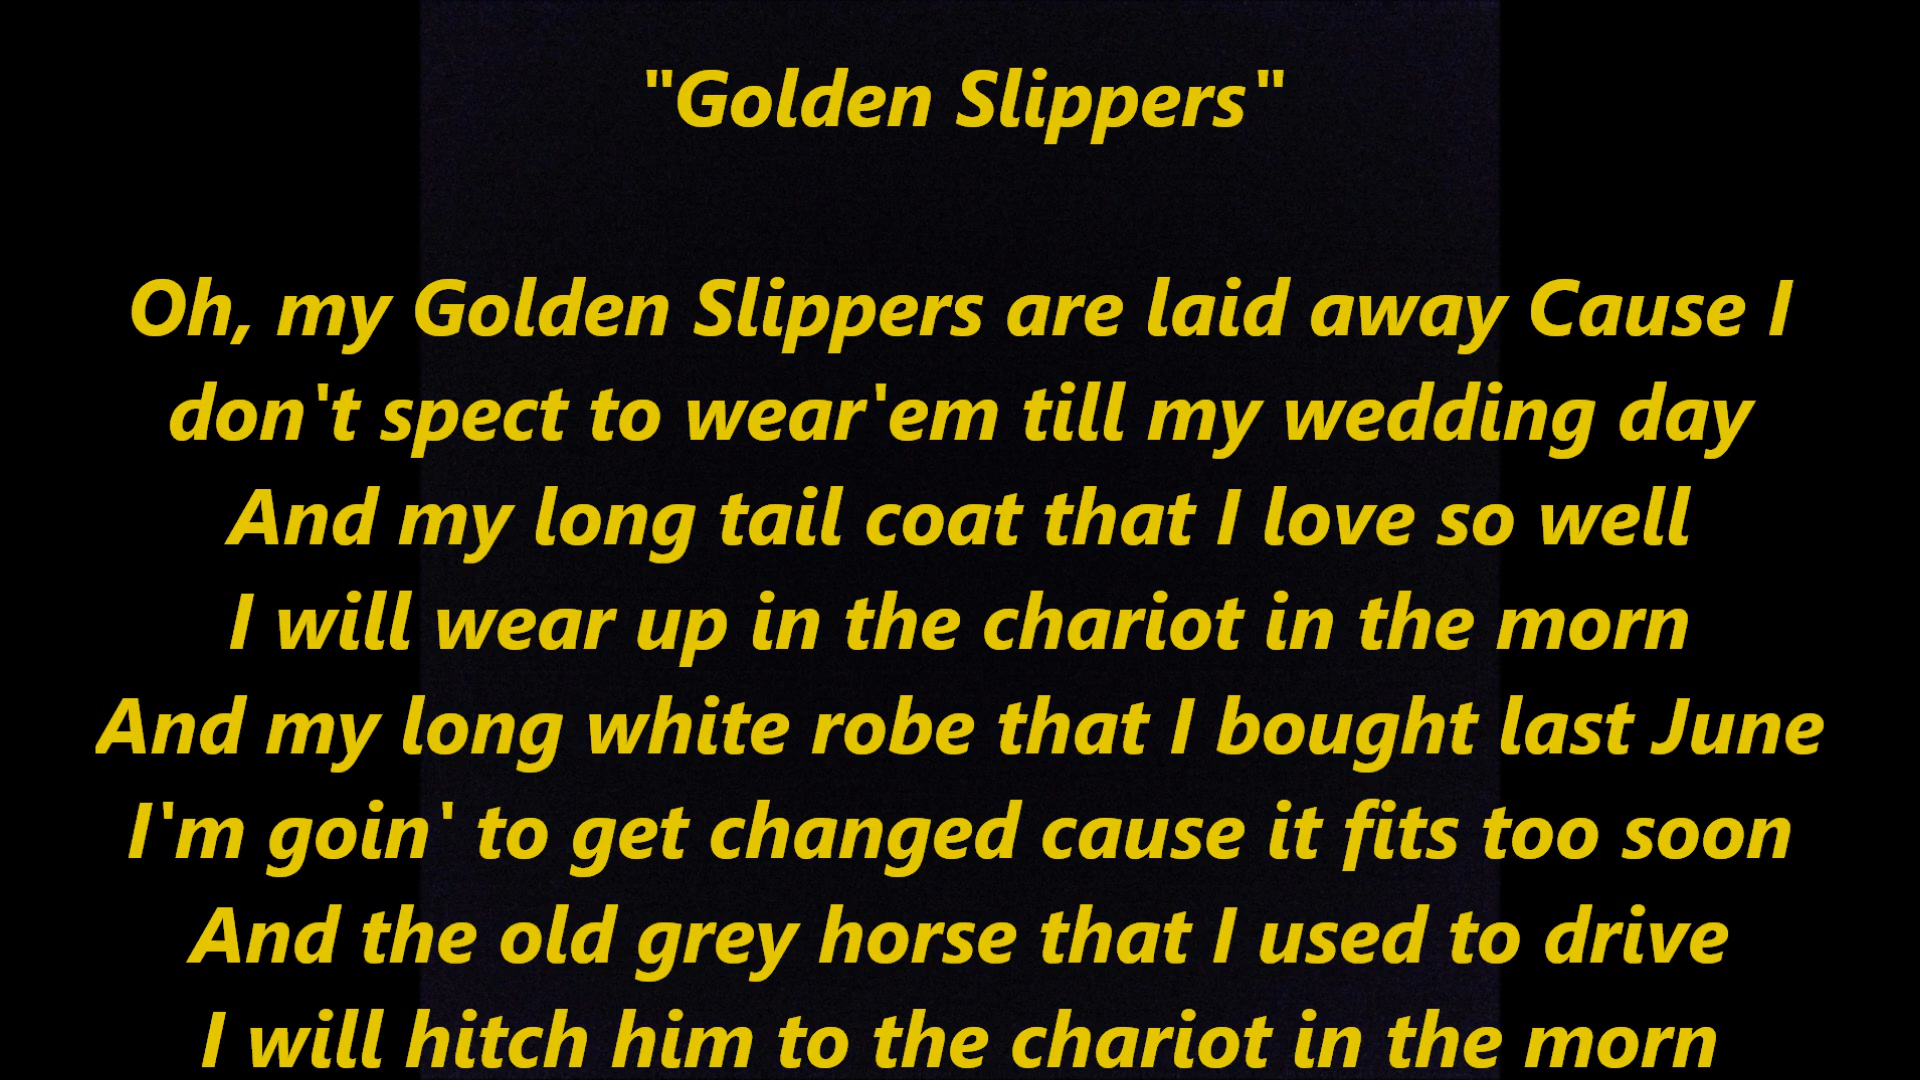 "Golden Slippers"
Oh, my Golden Slippers are laid away Cause I
don't spect to wear'em till my wedding day
And my long tail coat that I love so well
I will wear up in the chariot in the morn
And my long white robe that I bought last June
I'm goin' to get changed cause it fits too soon
And the old grey horse that I used to drive
I will hitch him to the chariot in the morn